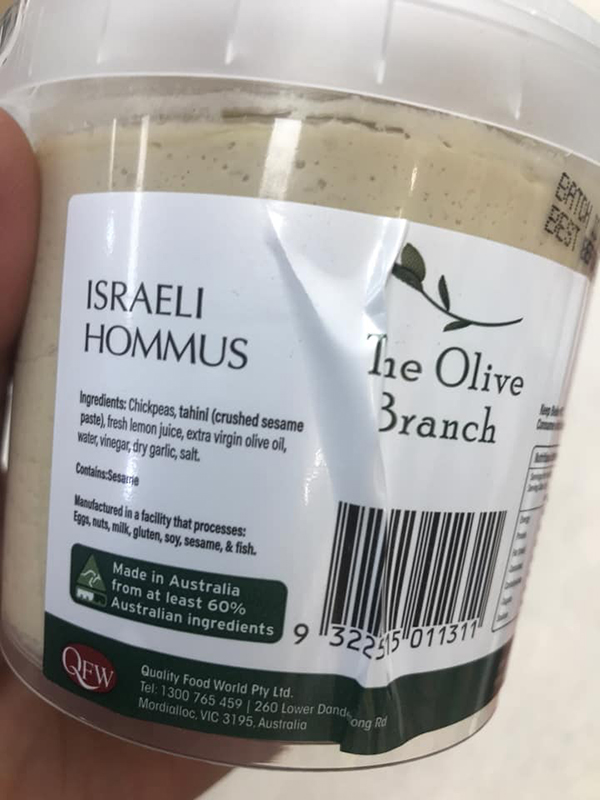 BATCH
BEST
ISRAELI
HOMMUS
The Olive
Branch
Ingredients: Chickpeas, tahini (crushed sesame
paste), fresh lemon juice, extra virgin olive oil,
water, vinegar, dry garlic, salt.
Contains:Sesame
Manufactured in a facility that processes:
Eggs, nuts, milk, gluten, soy, sesame, & fish.
Made in Australia
from at least 60%
Australian ingredients
9 322515 011311
QFW
Quality Food World Pty Ltd.
Tel: 1300 765 459 | 260 Lower Dandenong Rd
Mordialloc, VIC 3195, Australia